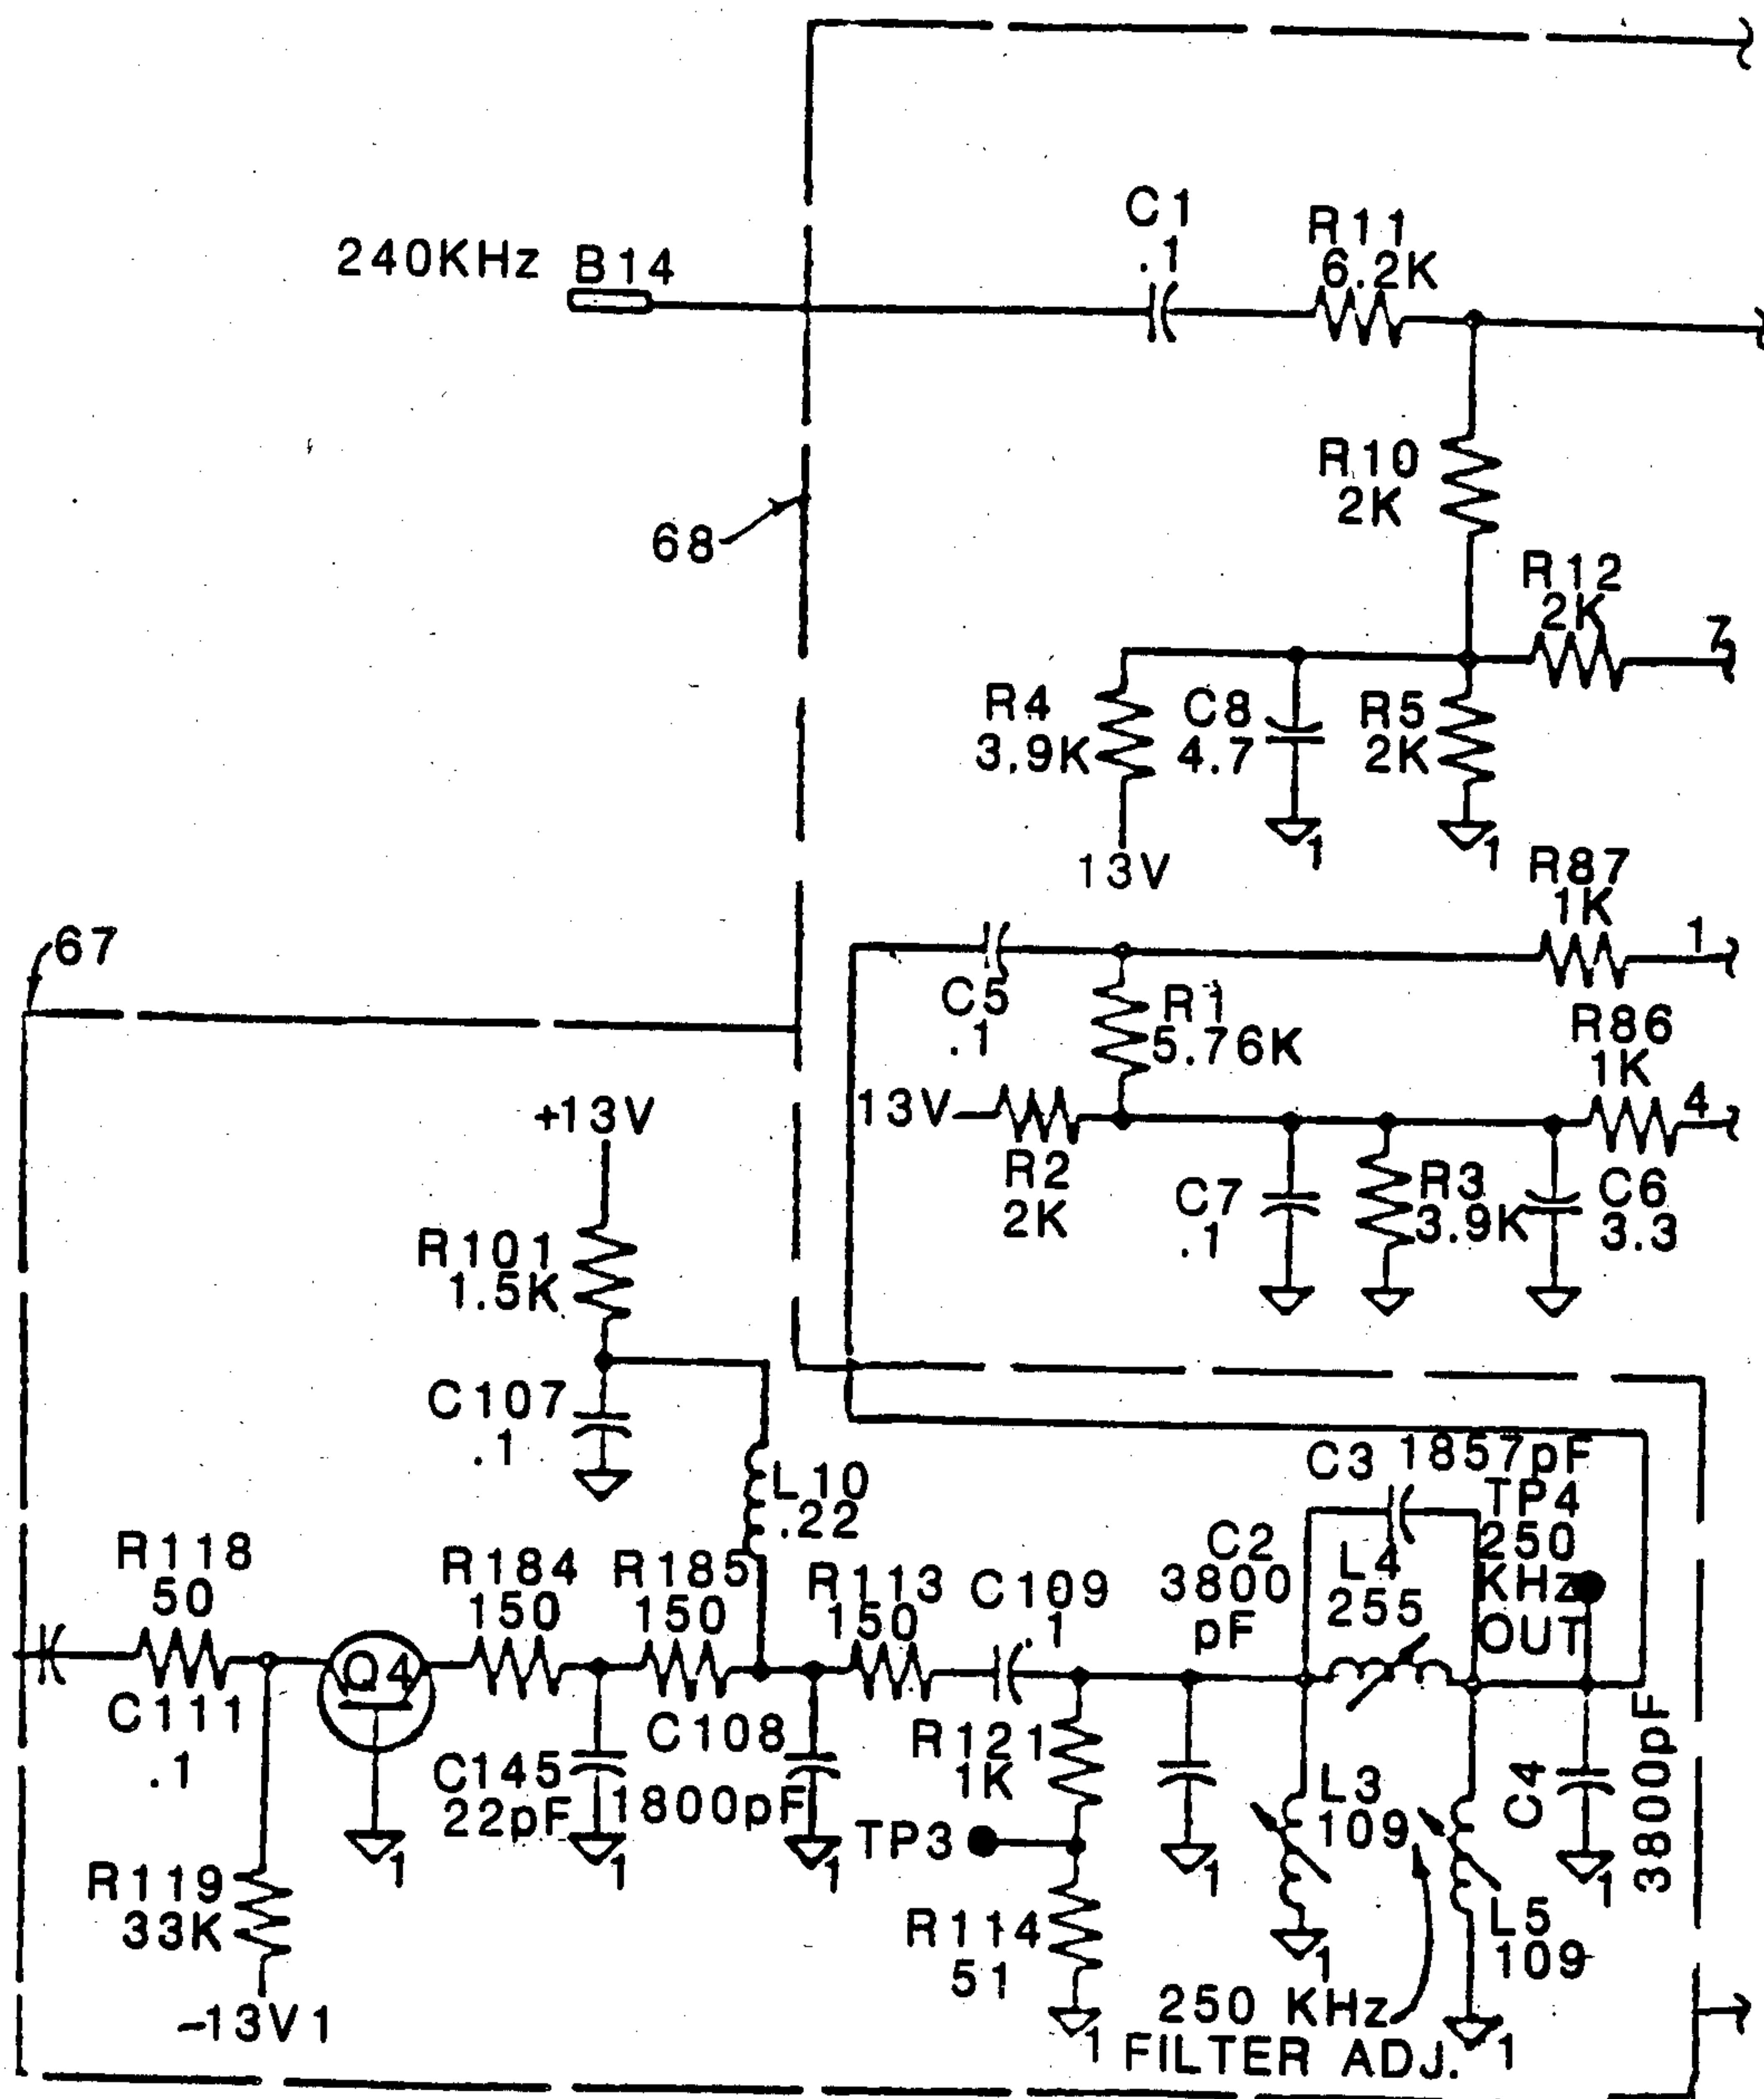 C1
.1
R11
6.2K
240KHz B14
R10
2K
68
R12
2K
7
R4
3.9K
C8
4.7
R5
2K
1
1
13V
R87
1K
1
67
C5
.1
R1
5.76K
R86
1K
4
+13V
13V
R2
2K
C7
.1
R3
3.9K
C6
3.3
R101
1.5K
C107
.1
L10
.22
C3
1857pF
TP4
250
KHz
OUT
L4
255
C2
3800
pF
R118
50
R184
150
R185
150
R113
150
C109
.1
Q4
C111
.1
C145
22pF
C108
1800pF
R121
1K
TP3
L3
109
C4
3800pF
1
1
1
1
1
R119
33K
R114
51
1
L5
109
-13V1
250 KHz
FILTER ADJ.
1
1